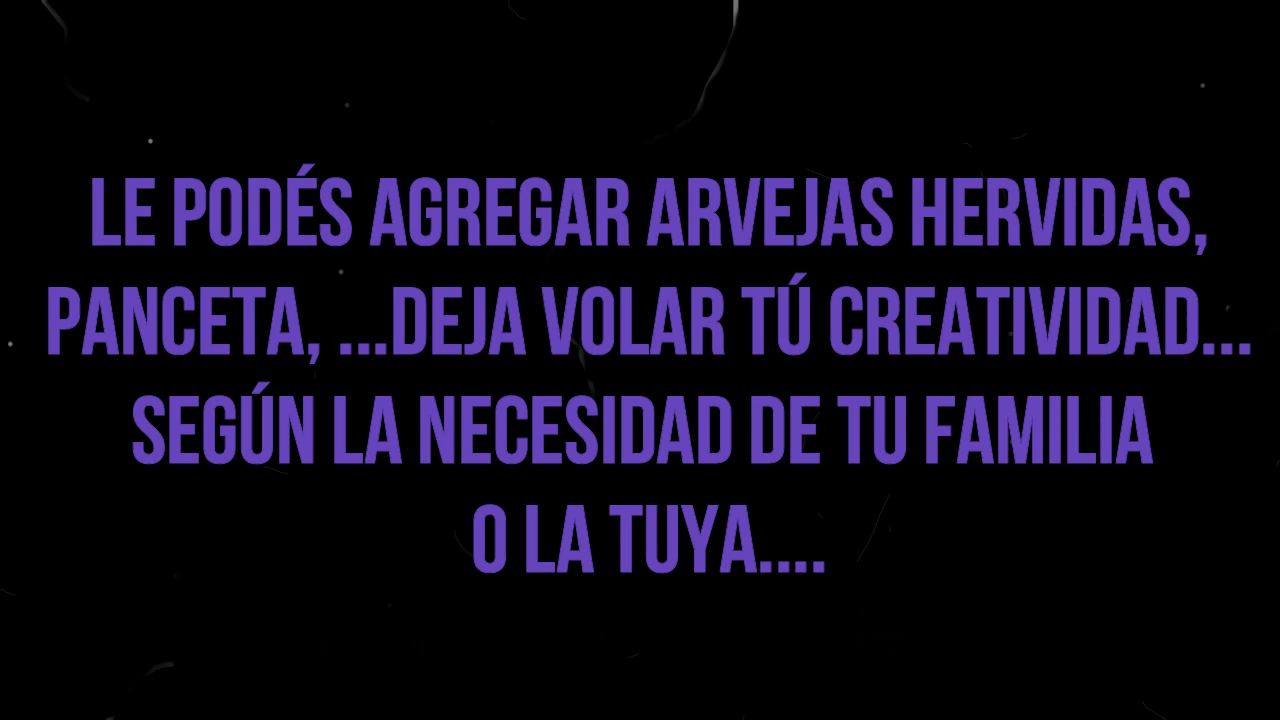 LE PODÉS AGREGAR ARVEJAS HERVIDAS,
PANCETA, ...DEJA VOLAR TÚ CREATIVIDAD...
SEGÚN LA NECESIDAD DE TU FAMILIA
O LA TUYA....